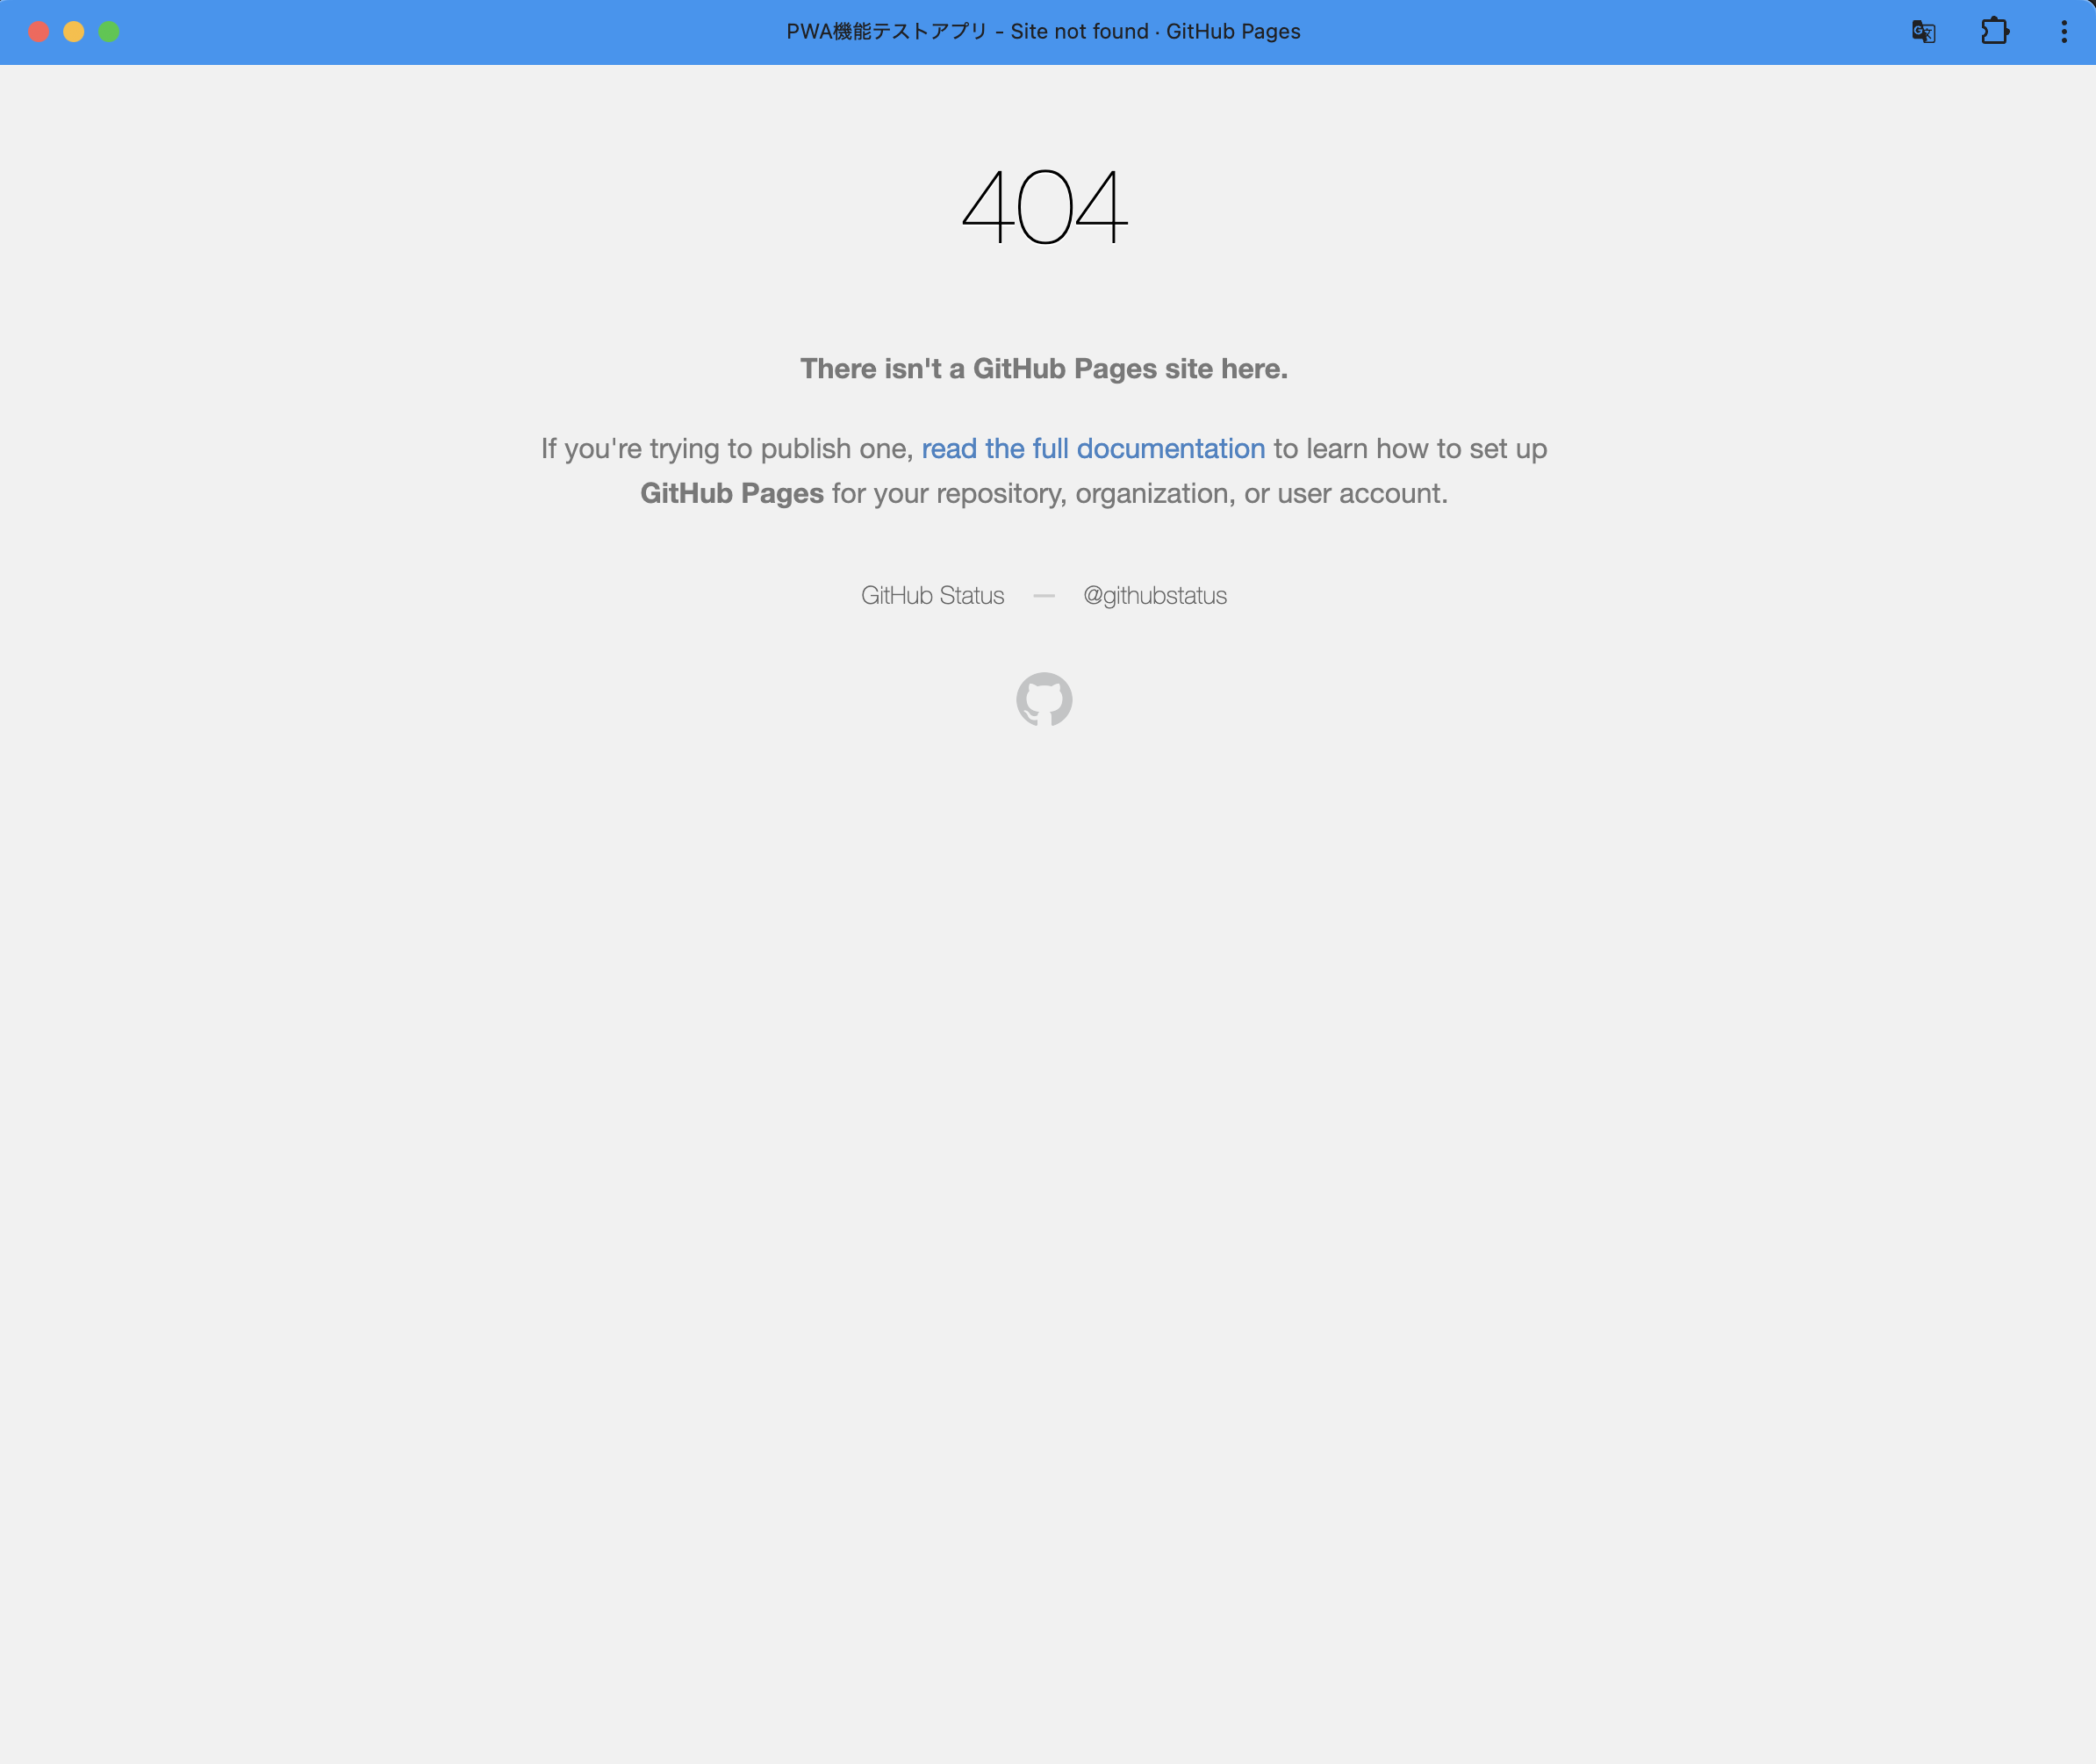 PWA機能テストアプリ - Site not found · GitHub Pages
404
There isn't a GitHub Pages site here.
If you're trying to publish one, read the full documentation to learn how to set up
GitHub Pages for your repository, organization, or user account.
GitHub Status — @githubstatus